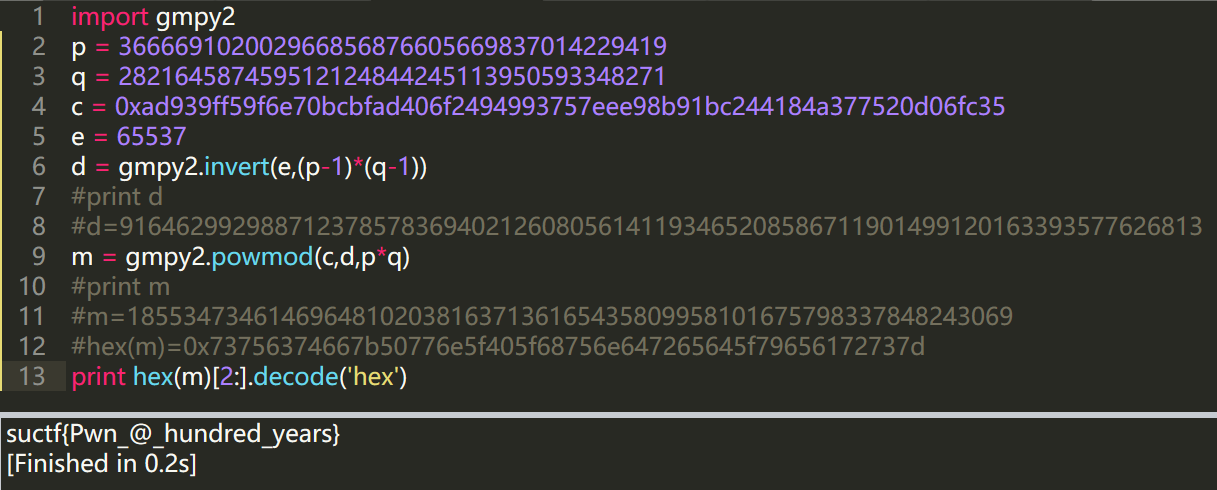 1 import gmpy2
2 p = 366669102002966856876605669837014229419
3 q = 282164587459512124844245113950593348271
4 c = 0xad939ff59f6e70bcbfad406f2494993757eee98b91bc244184a377520d06fc35
5 e = 65537
6 d = gmpy2.invert(e,(p-1)*(q-1))
7 #print d
8 #d=91646299298871237857836940212608056141193465208586711901499120163393577626813
9 m = gmpy2.powmod(c,d,p*q)
10 #print m
11 #m=185534734614696481020381637136165435809958101675798337848243069
12 #hex(m)=0x73756374667b50776e5f405f68756e647265645f79656172737d
13 print hex(m)[2:].decode('hex')
suctf{Pwn_@_hundred_years}
[Finished in 0.2s]